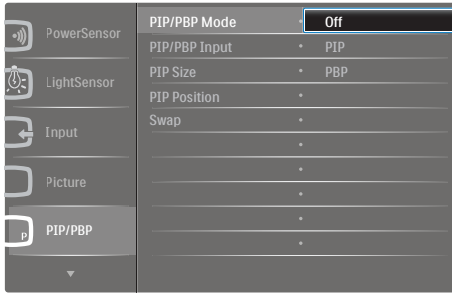 PowerSensor
LightSensor
Input
Picture
P
PIP/PBP
PIP/PBP Mode
Off
PIP/PBP Input
PIP
PIP Size
PBP
PIP Position
Swap